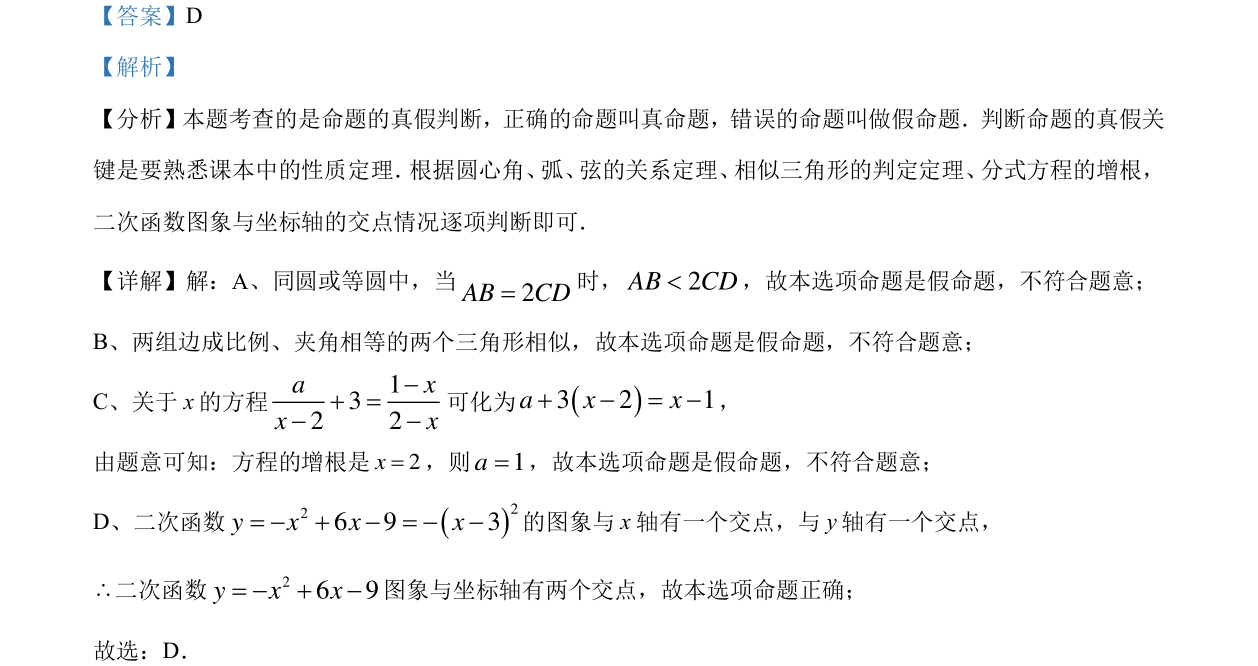 【答案】D
【解析】
【分析】本题考查的是命题的真假判断，正确的命题叫真命题，错误的命题叫做假命题．判断命题的真假关
键是要熟悉课本中的性质定理．根据圆心角、弧、弦的关系定理、相似三角形的判定定理、分式方程的增根，
二次函数图象与坐标轴的交点情况逐项判断即可．
【详解】解：A、同圆或等圆中，当 AB = 2CD 时， AB < 2CD ，故本选项命题是假命题，不符合题意；
B、两组边成比例、夹角相等的两个三角形相似，故本选项命题是假命题，不符合题意；
C、关于 x 的方程 a/(x−2) + 3 = (1−x)/(2−x) 可化为 a + 3(x−2) = x−1 ，
由题意可知：方程的增根是 x = 2 ，则 a = 1 ，故本选项命题是假命题，不符合题意；
D、二次函数 y = −x² + 6x − 9 = −(x−3)² 的图象与 x 轴有一个交点，与 y 轴有一个交点，
∴二次函数 y = −x² + 6x − 9 图象与坐标轴有两个交点，故本选项命题正确；
故选：D．